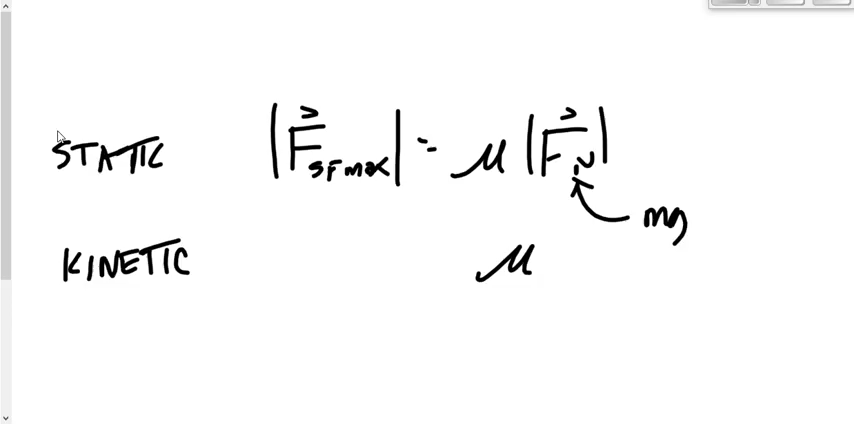 STATIC |F⃗SFmax| = μ |F⃗N|
mg
KINETIC μ